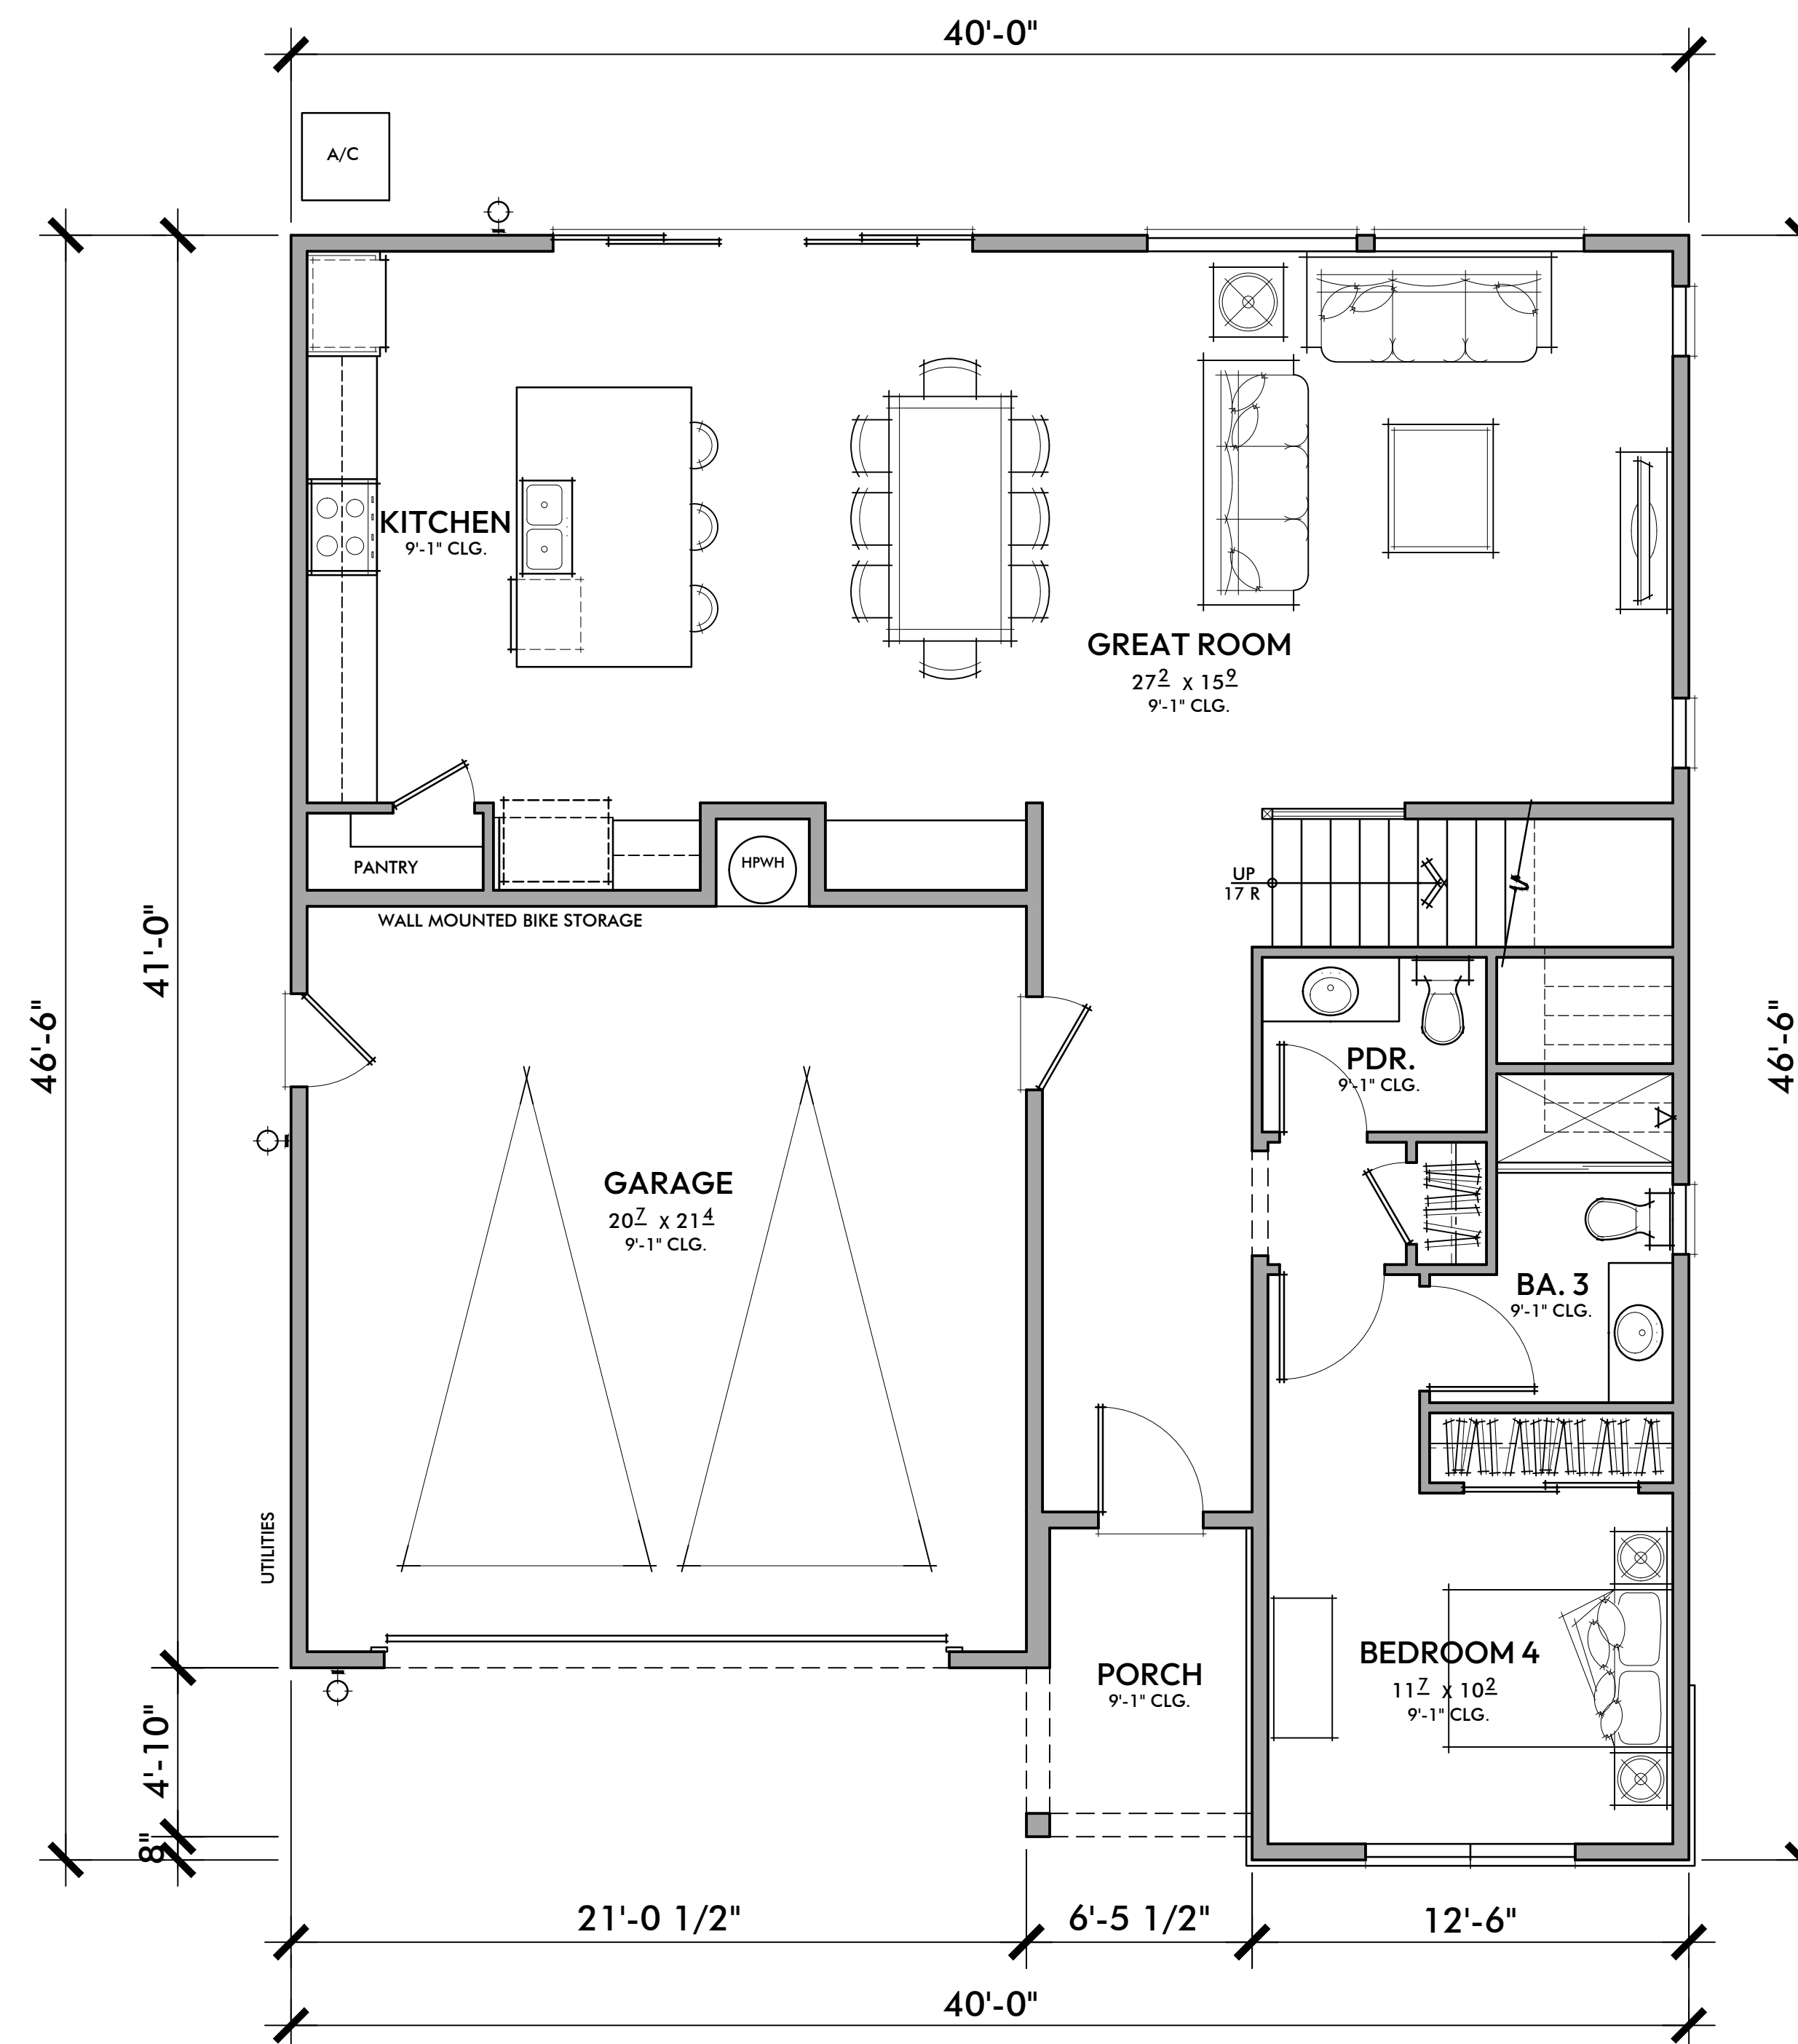 40'-0"
A/C
KITCHEN
9'-1" CLG.
GREAT ROOM
27 2 X 15 9
9'-1" CLG.
PANTRY
HPWH
UP
17 R
WALL MOUNTED BIKE STORAGE
41'-0"
46'-6"
46'-6"
PDR.
9'-1" CLG.
GARAGE
20 7 X 21 4
9'-1" CLG.
BA. 3
9'-1" CLG.
UTILITIES
BEDROOM 4
11 7 X 10 2
9'-1" CLG.
PORCH
9'-1" CLG.
4'-10"
8"
21'-0 1/2"
6'-5 1/2"
12'-6"
40'-0"